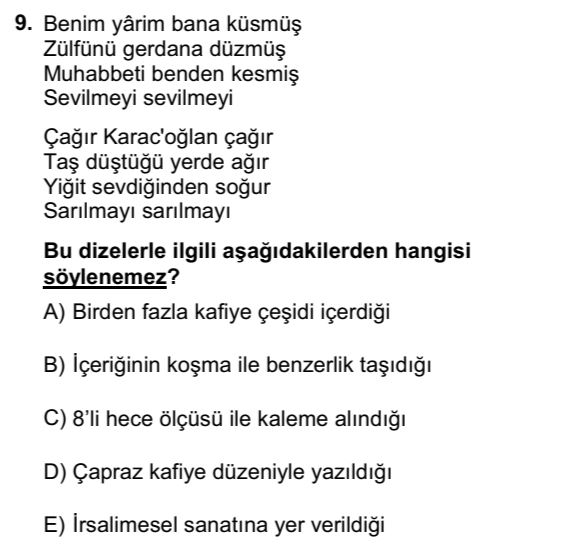 9. Benim yârim bana küsmüş
Zülfünü gerdana düzmüş
Muhabbeti benden kesmiş
Sevilmeyi sevilmeyi
Çağır Karac'oğlan çağır
Taş düştüğü yerde ağır
Yiğit sevdiğinden soğur
Sarılmayı sarılmayı
Bu dizelerle ilgili aşağıdakilerden hangisi
söylenemez?
A) Birden fazla kafiye çeşidi içerdiği
B) İçeriğinin koşma ile benzerlik taşıdığı
C) 8'li hece ölçüsü ile kaleme alındığı
D) Çapraz kafiye düzeniyle yazıldığı
E) İrsalimesel sanatına yer verildiği